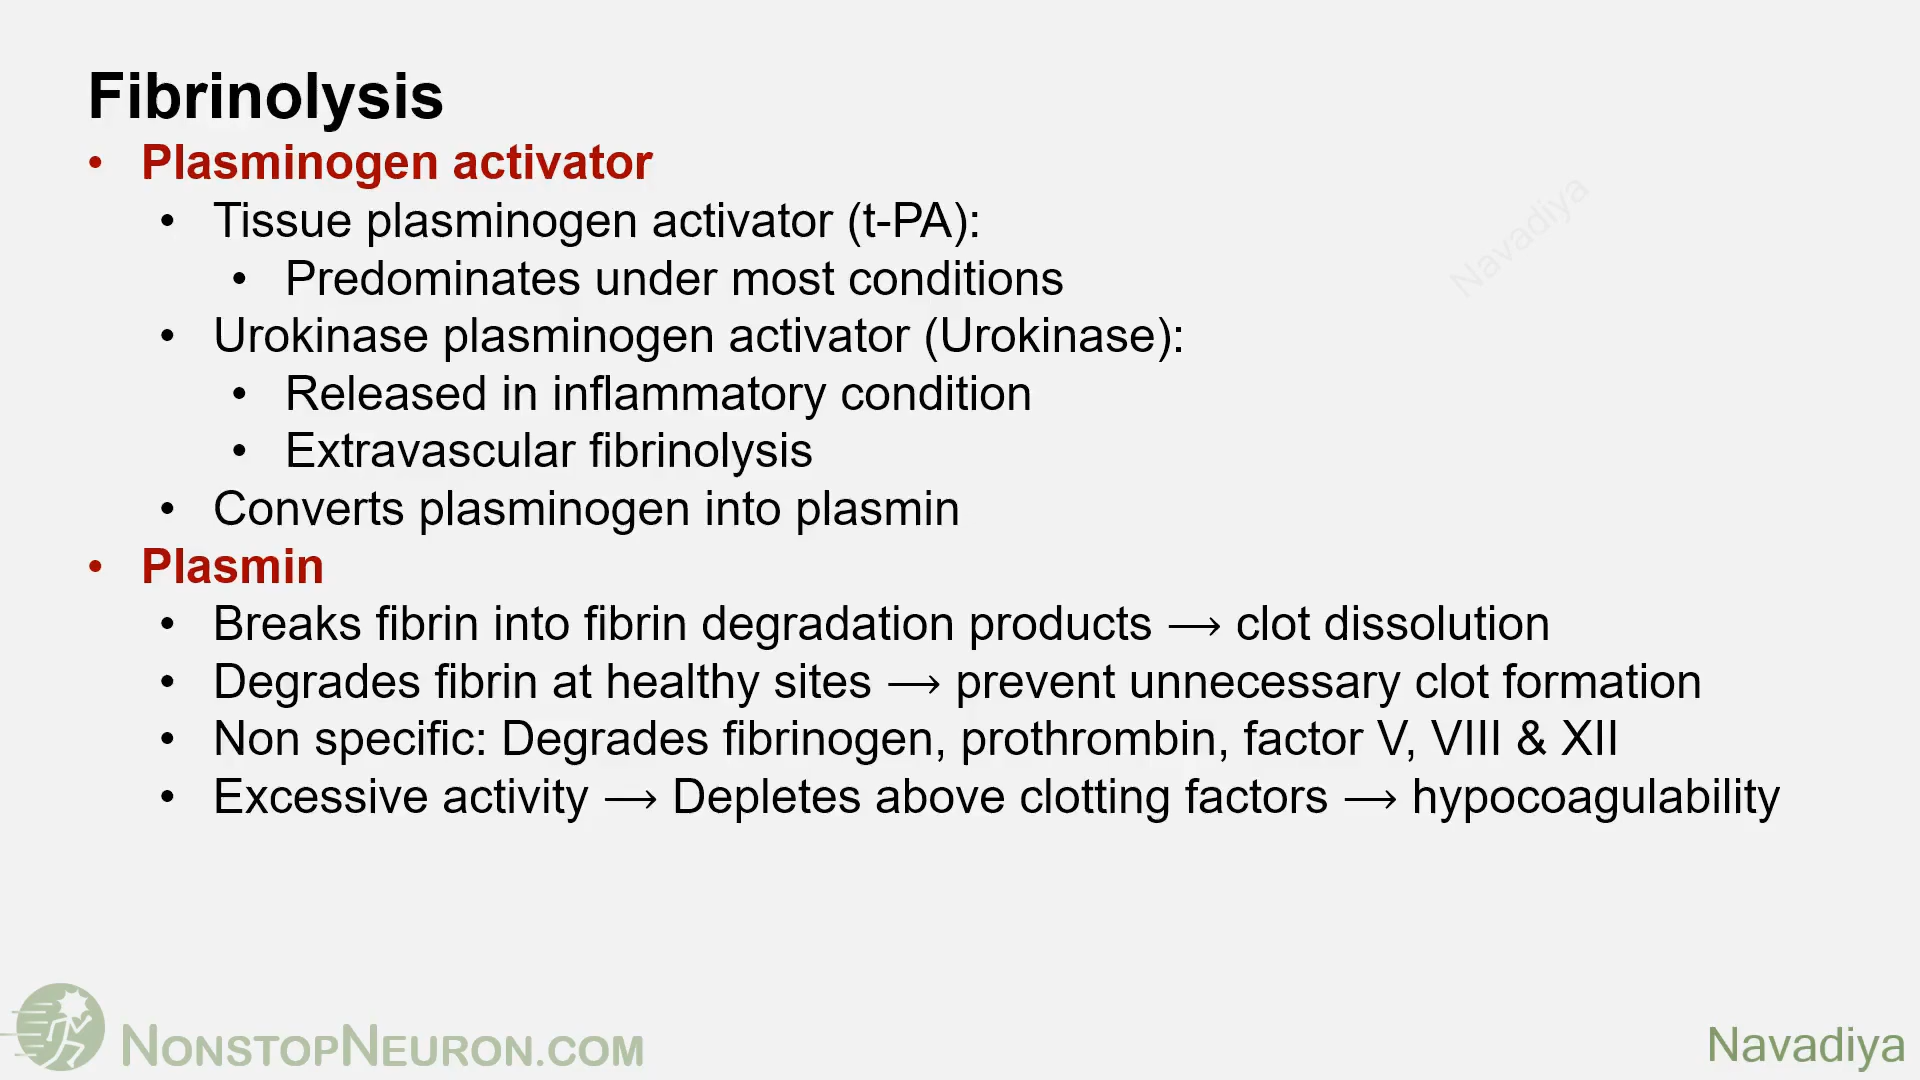 Fibrinolysis
• Plasminogen activator
• Tissue plasminogen activator (t-PA):
• Predominates under most conditions
• Urokinase plasminogen activator (Urokinase):
• Released in inflammatory condition
• Extravascular fibrinolysis
• Converts plasminogen into plasmin
• Plasmin
• Breaks fibrin into fibrin degradation products ⟶ clot dissolution
• Degrades fibrin at healthy sites ⟶ prevent unnecessary clot formation
• Non specific: Degrades fibrinogen, prothrombin, factor V, VIII & XII
• Excessive activity ⟶ Depletes above clotting factors ⟶ hypocoagulability
Navadiya
NONSTOPNEURON.COM
Navadiya